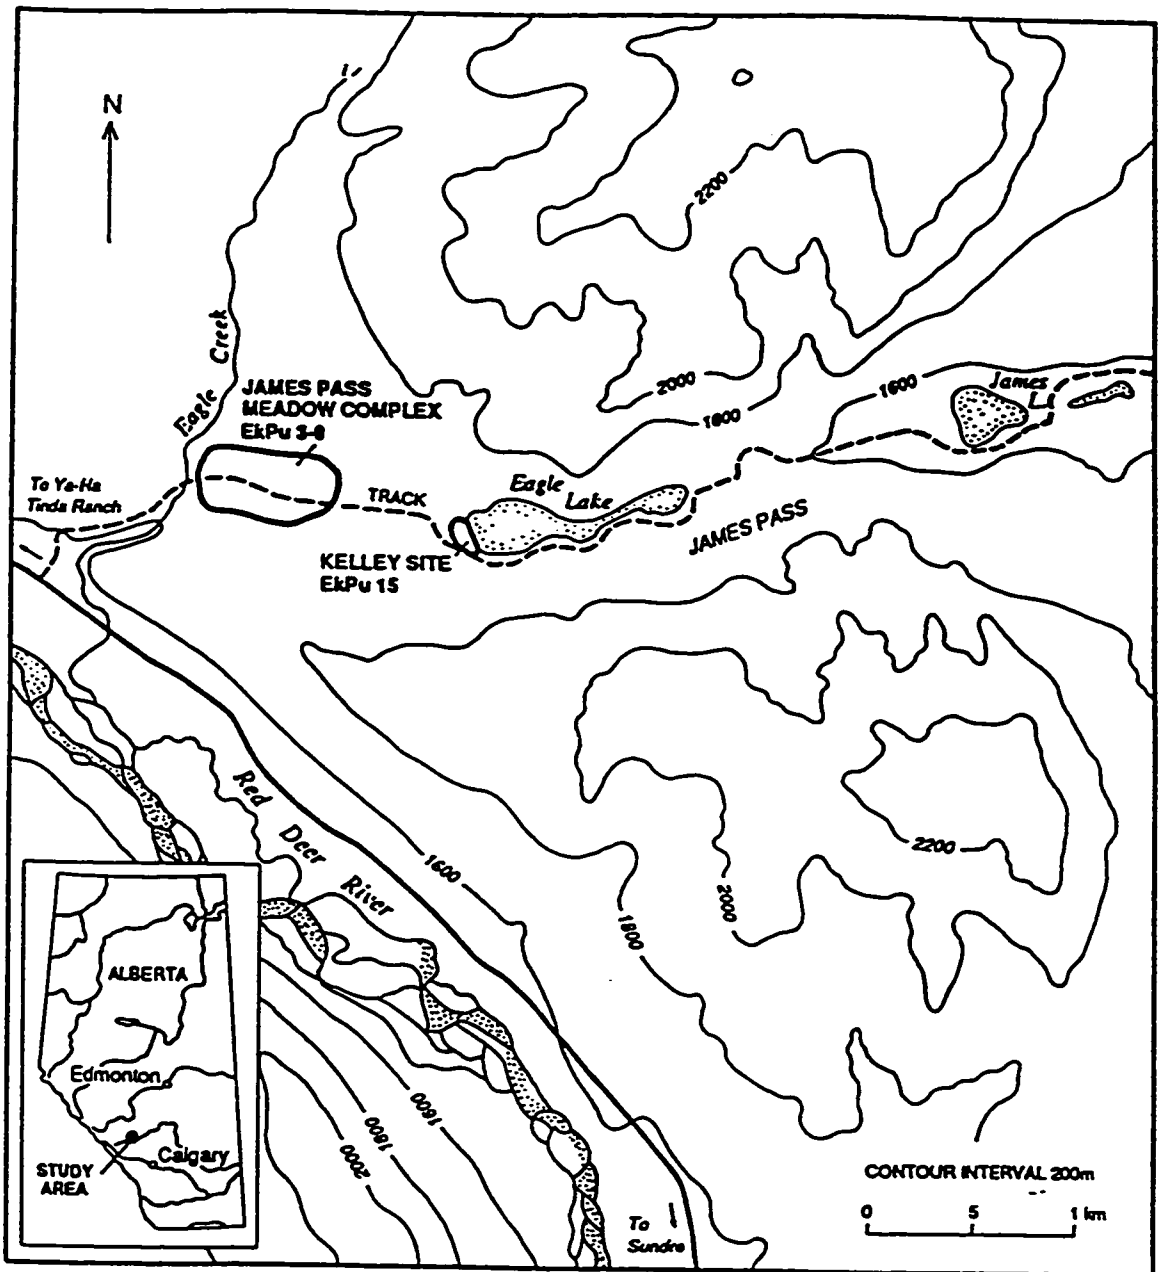 N
2200
Eagle Creek
JAMES PASS
MEADOW COMPLEX
EkPu 3-8
2000
1800
1600
James
L.
To Ya-Ha
Tinda Ranch
TRACK
Eagle
Lake
JAMES PASS
KELLEY SITE
EkPu 15
Red
Deer
River
1600
1800
2000
2200
ALBERTA
Edmonton
Calgary
STUDY
AREA
1600
1800
2000
CONTOUR INTERVAL 200m
0 5 1 km
To
Sundre